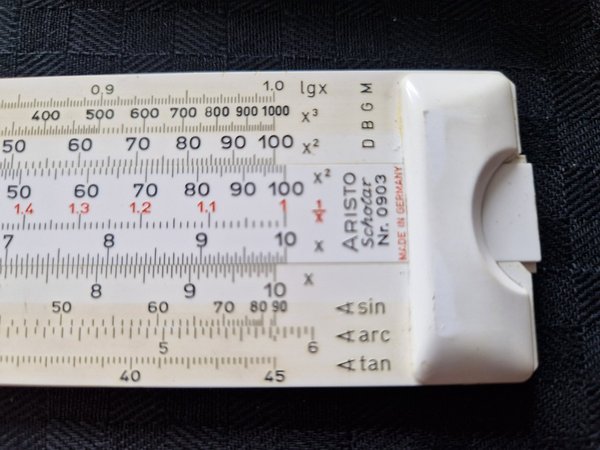 0.9 1.0 lgx
400 500 600 700 800 900 1000 x³
50 60 70 80 90 100 x²
50 60 70 80 90 100 x²
1.4 1.3 1.2 1.1 1 1/x
7 8 9 10 x
8 9 10 x
50 60 70 80 90 ∢ sin
5 6 ∢ arc
40 45 ∢ tan
DBGM
ARISTO
Scholar
Nr. 0903
MADE IN GERMANY